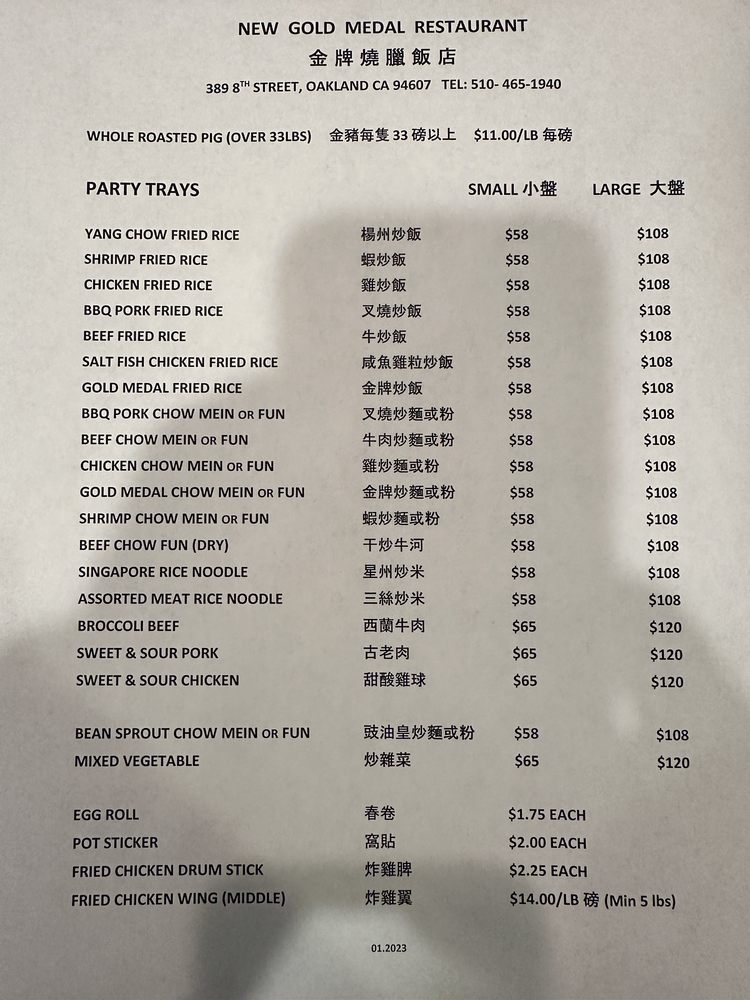 NEW GOLD MEDAL RESTAURANT
金牌燒臘飯店
389 8TH STREET, OAKLAND CA 94607 TEL: 510- 465-1940
WHOLE ROASTED PIG (OVER 33LBS) 金豬每隻 33 磅以上 $11.00/LB 每磅
PARTY TRAYS SMALL 小盤 LARGE 大盤
YANG CHOW FRIED RICE 楊州炒飯 $58 $108
SHRIMP FRIED RICE 蝦炒飯 $58 $108
CHICKEN FRIED RICE 雞炒飯 $58 $108
BBQ PORK FRIED RICE 叉燒炒飯 $58 $108
BEEF FRIED RICE 牛炒飯 $58 $108
SALT FISH CHICKEN FRIED RICE 咸魚雞粒炒飯 $58 $108
GOLD MEDAL FRIED RICE 金牌炒飯 $58 $108
BBQ PORK CHOW MEIN OR FUN 叉燒炒麵或粉 $58 $108
BEEF CHOW MEIN OR FUN 牛肉炒麵或粉 $58 $108
CHICKEN CHOW MEIN OR FUN 雞炒麵或粉 $58 $108
GOLD MEDAL CHOW MEIN OR FUN 金牌炒麵或粉 $58 $108
SHRIMP CHOW MEIN OR FUN 蝦炒麵或粉 $58 $108
BEEF CHOW FUN (DRY) 干炒牛河 $58 $108
SINGAPORE RICE NOODLE 星州炒米 $58 $108
ASSORTED MEAT RICE NOODLE 三絲炒米 $58 $108
BROCCOLI BEEF 西蘭牛肉 $65 $120
SWEET & SOUR PORK 古老肉 $65 $120
SWEET & SOUR CHICKEN 甜酸雞球 $65 $120
BEAN SPROUT CHOW MEIN OR FUN 豉油皇炒麵或粉 $58 $108
MIXED VEGETABLE 炒雜菜 $65 $120
EGG ROLL 春卷 $1.75 EACH
POT STICKER 窩貼 $2.00 EACH
FRIED CHICKEN DRUM STICK 炸雞脾 $2.25 EACH
FRIED CHICKEN WING (MIDDLE) 炸雞翼 $14.00/LB 磅 (Min 5 lbs)
01.2023